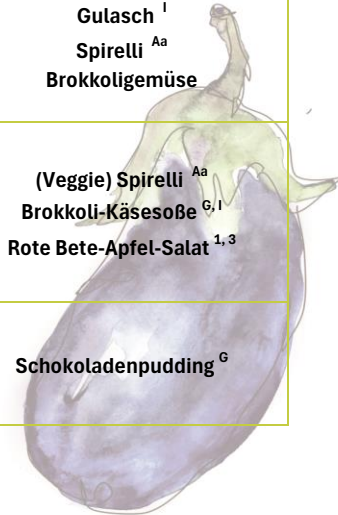 Gulasch I
Spirelli Aa
Brokkoligemüse
(Veggie) Spirelli Aa
Brokkoli-Käsesoße G, I
Rote Bete-Apfel-Salat 1, 3
Schokoladenpudding G